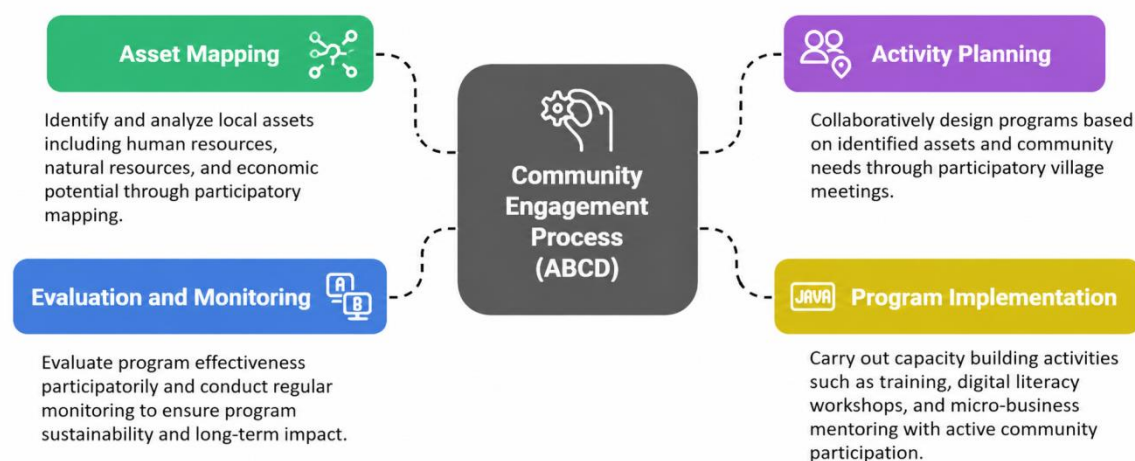 Asset Mapping
Identify and analyze local assets
including human resources,
natural resources, and economic
potential through participatory
mapping.
Activity Planning
Collaboratively design programs based
on identified assets and community
needs through participatory village
meetings.
Community
Engagement
Process
(ABCD)
Evaluation and Monitoring
A
B
Evaluate program effectiveness
participatorily and conduct regular
monitoring to ensure program
sustainability and long-term impact.
JAVA Program Implementation
Carry out capacity building activities
such as training, digital literacy
workshops, and micro-business
mentoring with active community
participation.